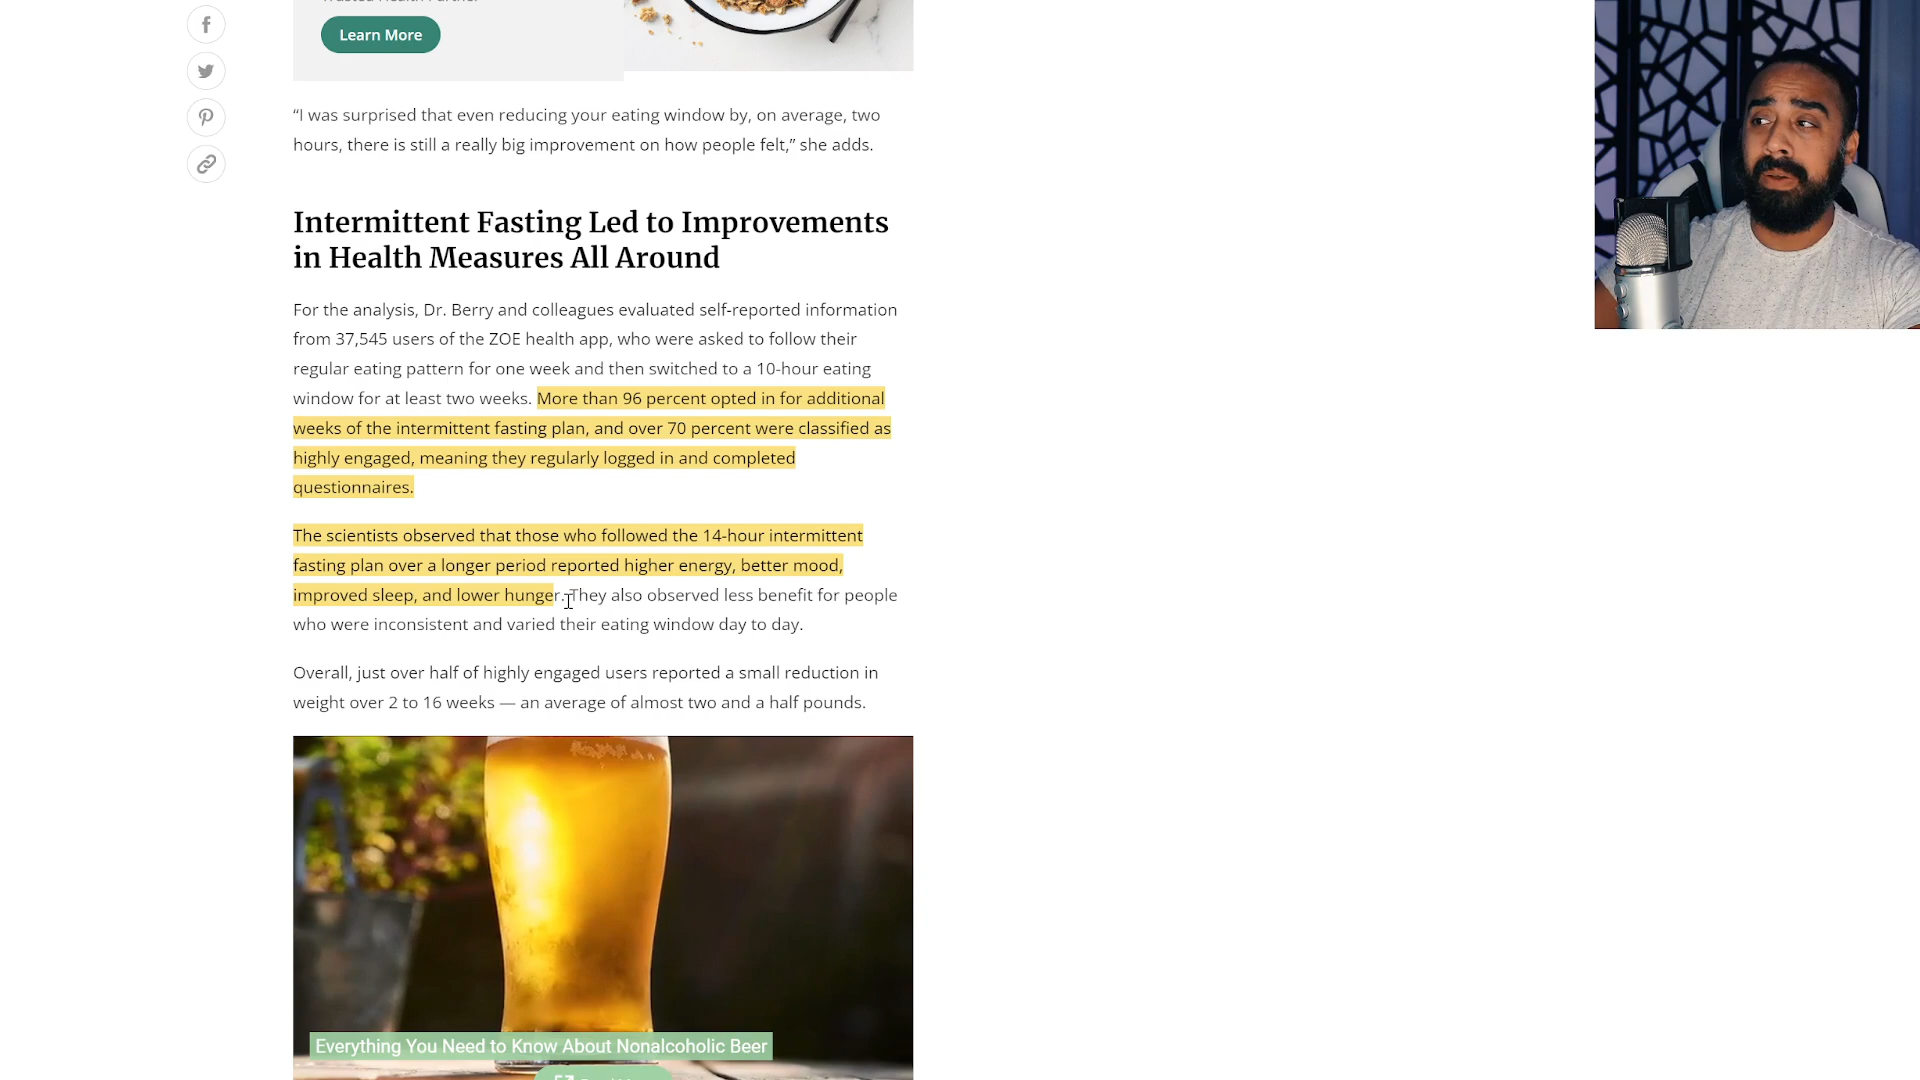 Learn More
“I was surprised that even reducing your eating window by, on average, two
hours, there is still a really big improvement on how people felt,” she adds.
Intermittent Fasting Led to Improvements
in Health Measures All Around
For the analysis, Dr. Berry and colleagues evaluated self-reported information
from 37,545 users of the ZOE health app, who were asked to follow their
regular eating pattern for one week and then switched to a 10-hour eating
window for at least two weeks. More than 96 percent opted in for additional
weeks of the intermittent fasting plan, and over 70 percent were classified as
highly engaged, meaning they regularly logged in and completed
questionnaires.
The scientists observed that those who followed the 14-hour intermittent
fasting plan over a longer period reported higher energy, better mood,
improved sleep, and lower hunger. They also observed less benefit for people
who were inconsistent and varied their eating window day to day.
Overall, just over half of highly engaged users reported a small reduction in
weight over 2 to 16 weeks — an average of almost two and a half pounds.
Everything You Need to Know About Nonalcoholic Beer